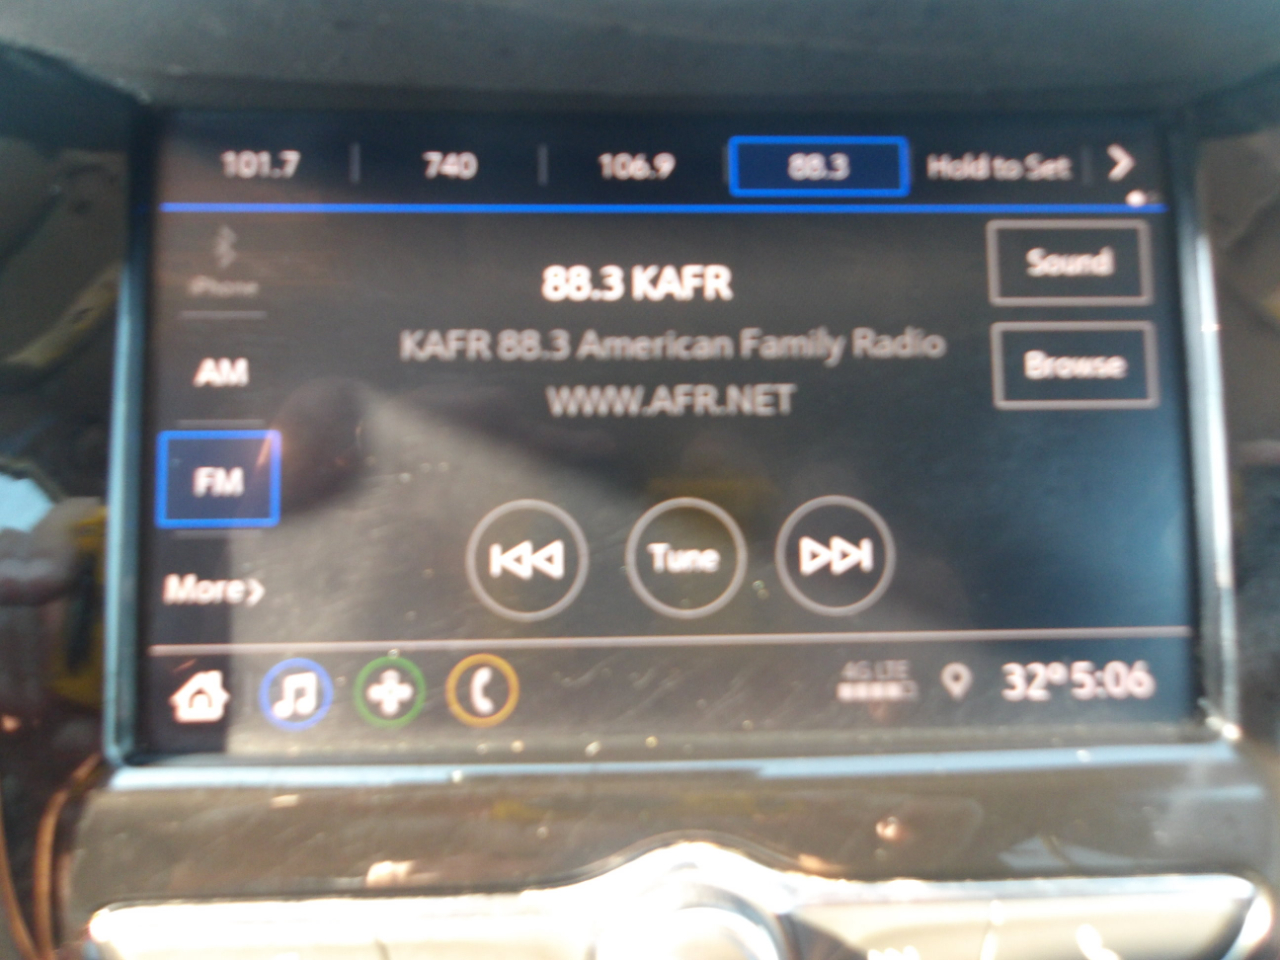 101.7 740 106.9 88.3 Hold to Set
iPhone
AM
FM
More
88.3 KAFR
KAFR 88.3 American Family Radio
WWW.AFR.NET
Sound
Browse
Tune
4G LTE
32° 5:06